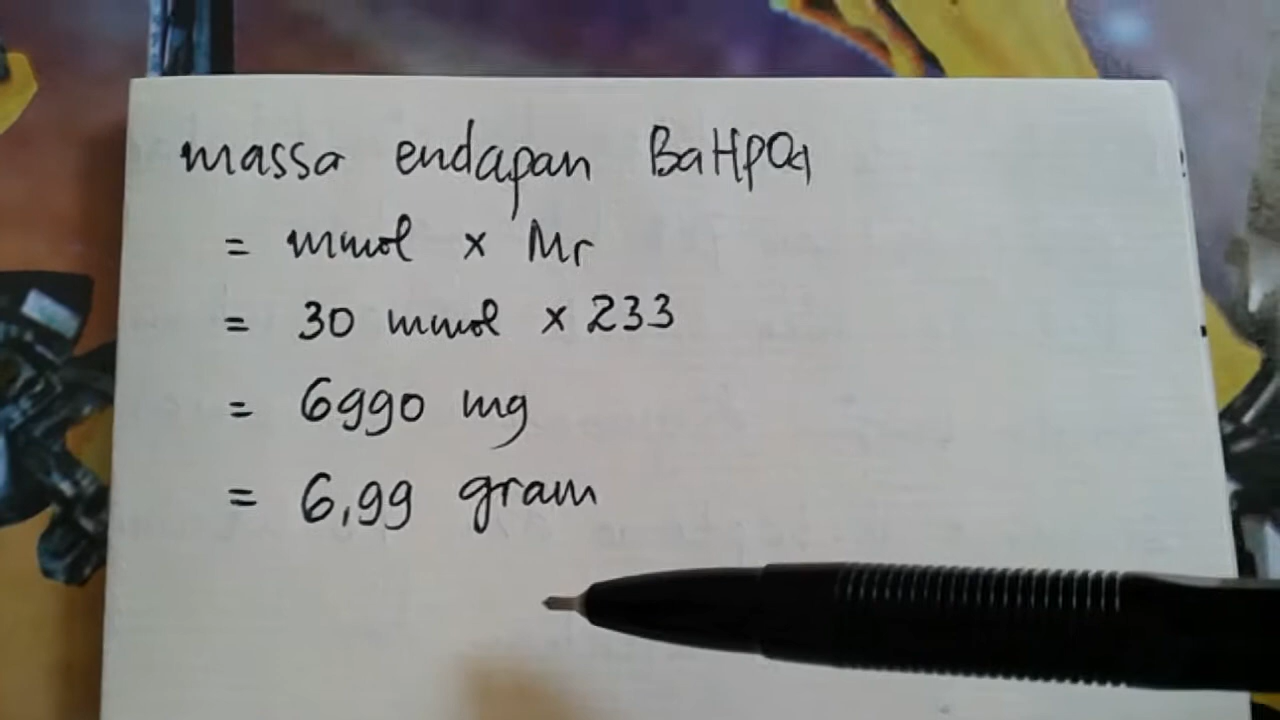 massa endapan BaHPO4
= mmol x Mr
= 30 mmol x 233
= 6990 mg
= 6,99 gram